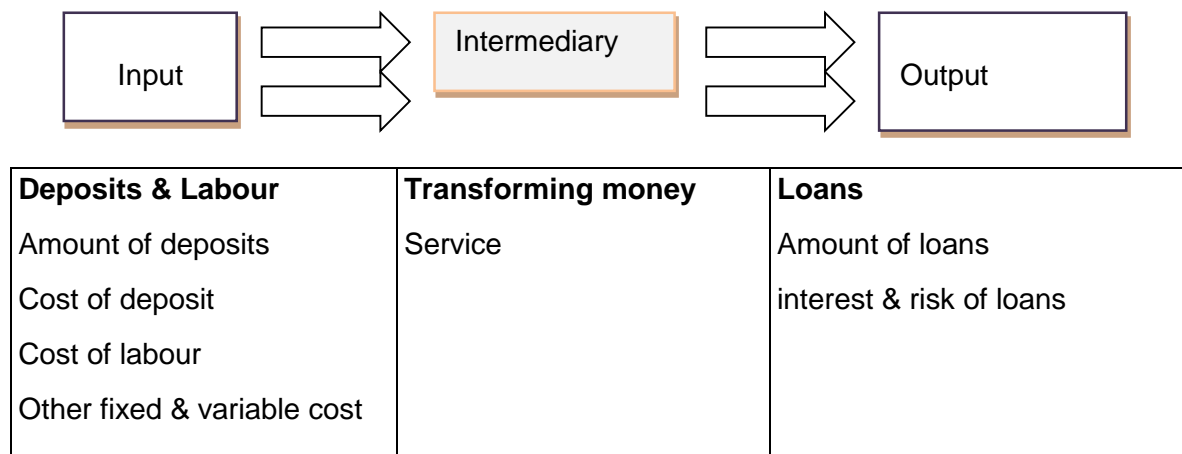 Input
Intermediary
Output
Deposits & Labour
Amount of deposits
Cost of deposit
Cost of labour
Other fixed & variable cost
Transforming money
Service
Loans
Amount of loans
interest & risk of loans